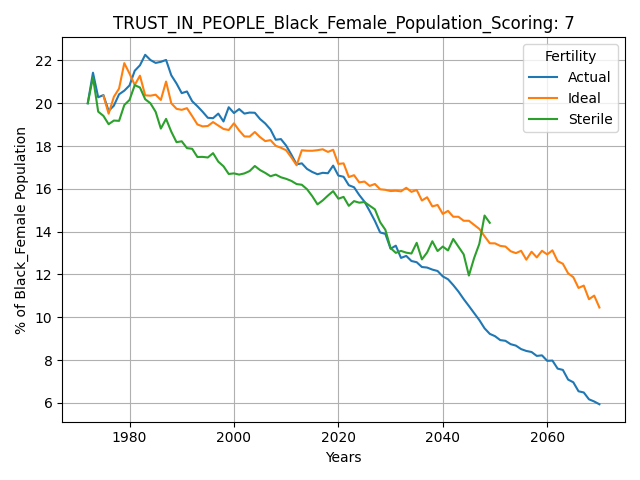 TRUST_IN_PEOPLE_Black_Female_Population_Scoring: 7
% of Black_Female Population
22
20
18
16
14
12
10
8
6
Fertility
Actual
Ideal
Sterile
1980
2000
2020
2040
2060
Years